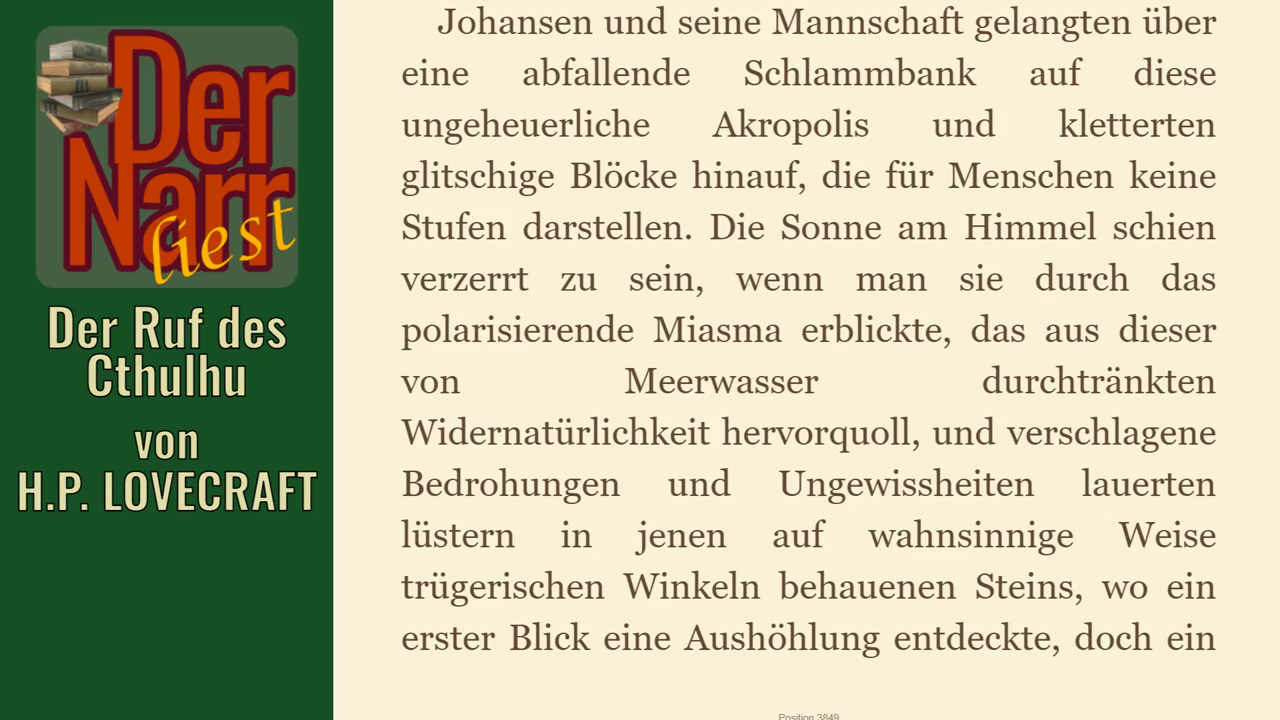 Der
Narr
liest
Der Ruf des
Cthulhu
von
H.P. LOVECRAFT
Johansen und seine Mannschaft gelangten über
eine abfallende Schlammbank auf diese
ungeheuerliche Akropolis und kletterten
glitschige Blöcke hinauf, die für Menschen keine
Stufen darstellen. Die Sonne am Himmel schien
verzerrt zu sein, wenn man sie durch das
polarisierende Miasma erblickte, das aus dieser
von Meerwasser durchtränkten
Widernatürlichkeit hervorquoll, und verschlagene
Bedrohungen und Ungewissheiten lauerten
lüstern in jenen auf wahnsinnige Weise
trügerischen Winkeln behauenen Steins, wo ein
erster Blick eine Aushöhlung entdeckte, doch ein
Position 3849